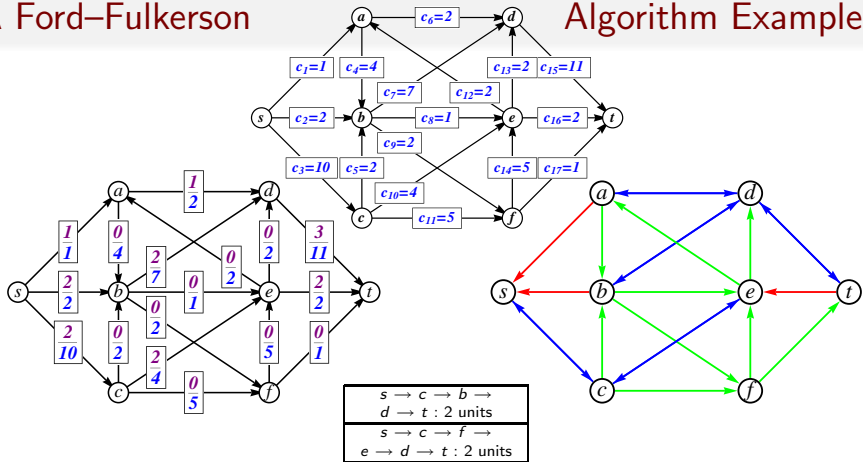 A Ford–Fulkerson Algorithm Example
a c₆=2 d
c₁=1 c₄=4 c₁₃=2 c₁₅=11
c₇=7 c₁₂=2
s c₂=2 b c₈=1 e c₁₆=2 t
c₉=2
c₃=10 c₅=2 c₁₄=5 c₁₇=1
c₁₀=4
c c₁₁=5 f
a 1/2 d
1/1 0/4 0/2 3/11
2/7 0/2
s 2/2 b 0/1 e 2/2 t
0/2
2/10 0/2 0/5 0/1
2/4
c 0/5 f
a d
s b e t
c f
s → c → b →
d → t : 2 units
s → c → f →
e → d → t : 2 units